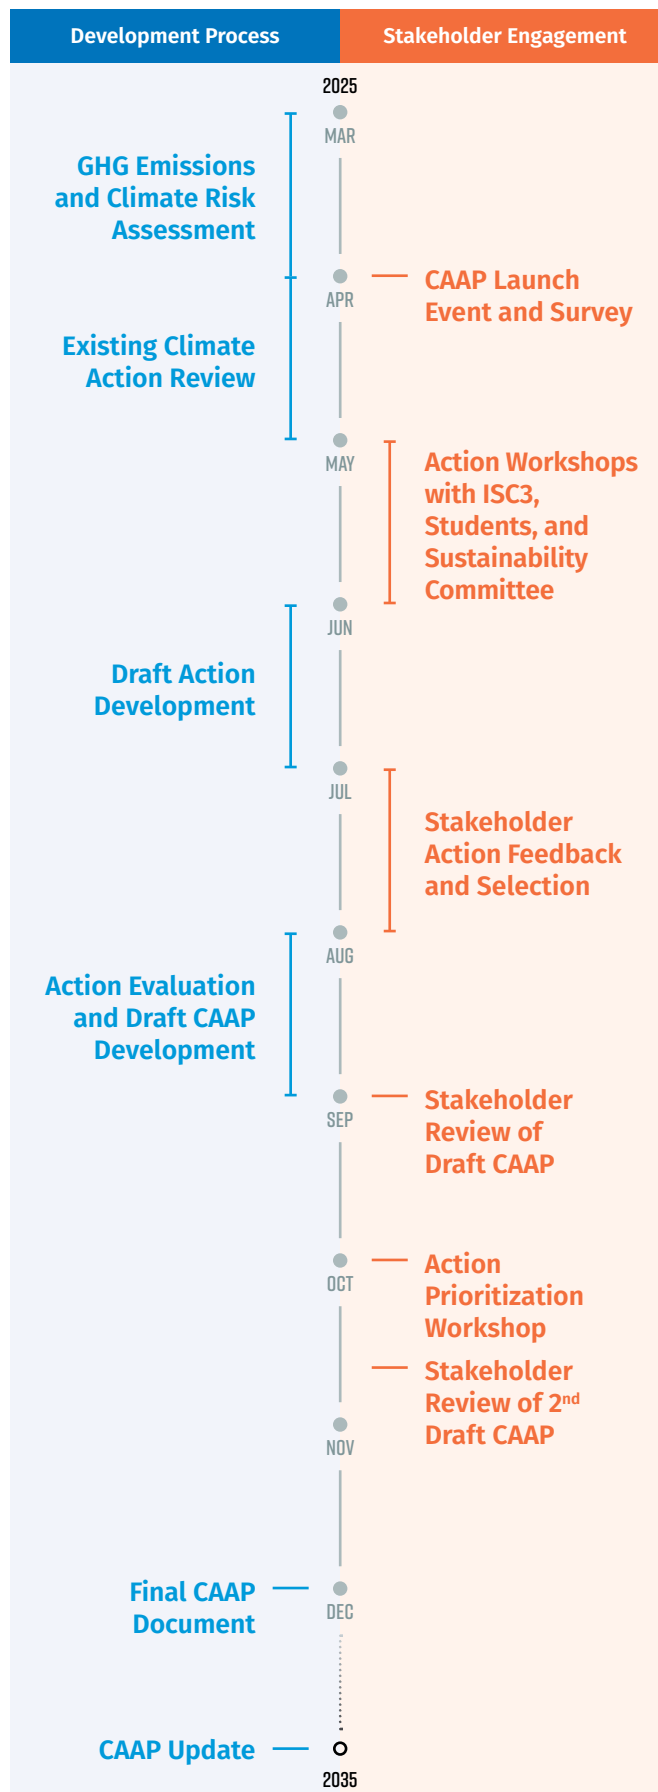 Development Process
Stakeholder Engagement
2025
MAR
GHG Emissions
and Climate Risk
Assessment
APR
CAAP Launch
Event and Survey
Existing Climate
Action Review
MAY
Action Workshops
with ISC3,
Students, and
Sustainability
Committee
JUN
Draft Action
Development
JUL
Stakeholder
Action Feedback
and Selection
AUG
Action Evaluation
and Draft CAAP
Development
SEP
Stakeholder
Review of
Draft CAAP
OCT
Action
Prioritization
Workshop
Stakeholder
Review of 2nd
Draft CAAP
NOV
Final CAAP
Document
DEC
CAAP Update
2035